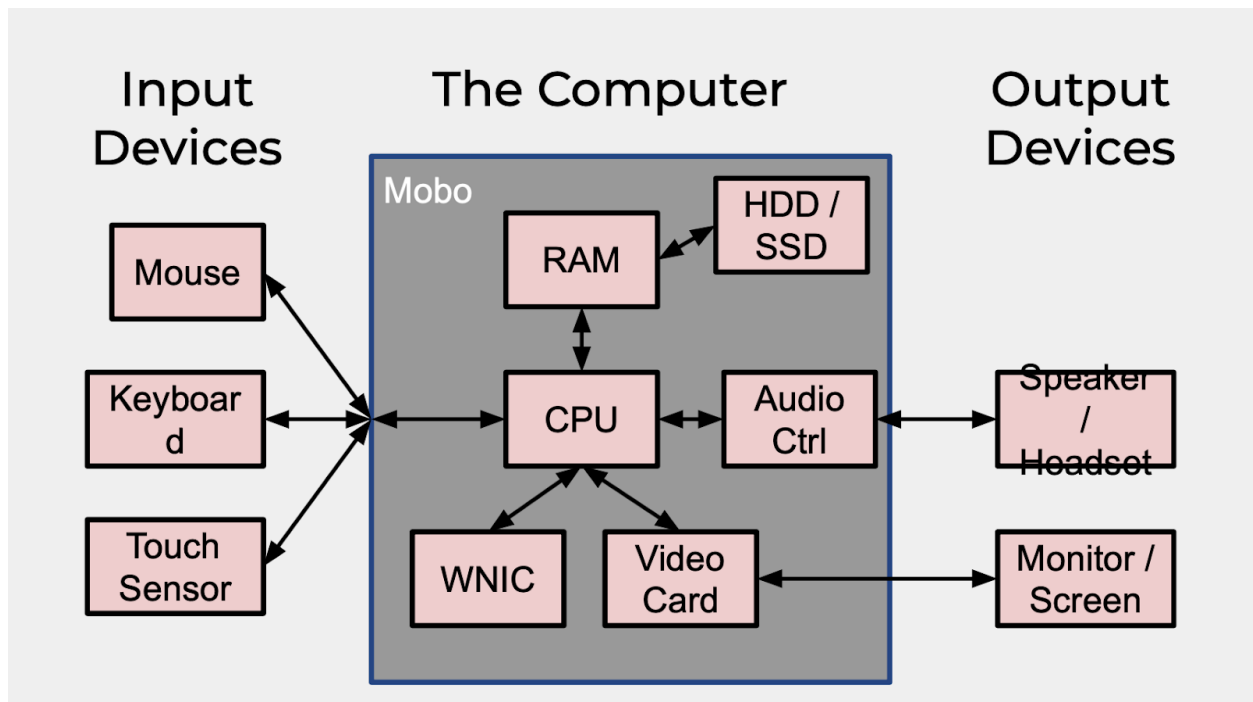 Input
Devices
The Computer
Output
Devices
Mobo
Mouse
Keyboar
d
Touch
Sensor
RAM
HDD /
SSD
CPU
Audio
Ctrl
WNIC
Video
Card
Speaker
/
Headset
Monitor /
Screen